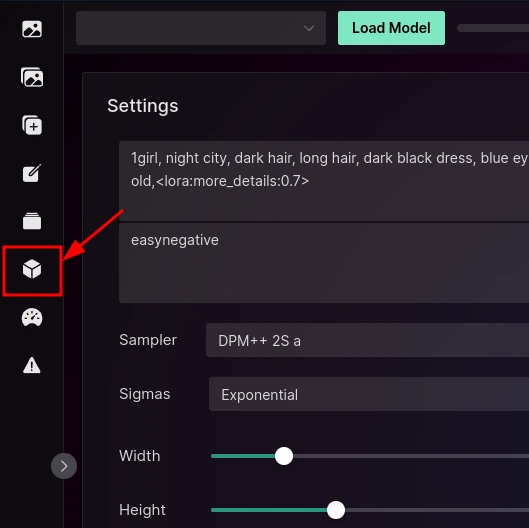 Load Model
Settings
1girl, night city, dark hair, long hair, dark black dress, blue ey
old,<lora:more_details:0.7>
easynegative
Sampler
DPM++ 2S a
Sigmas
Exponential
Width
Height